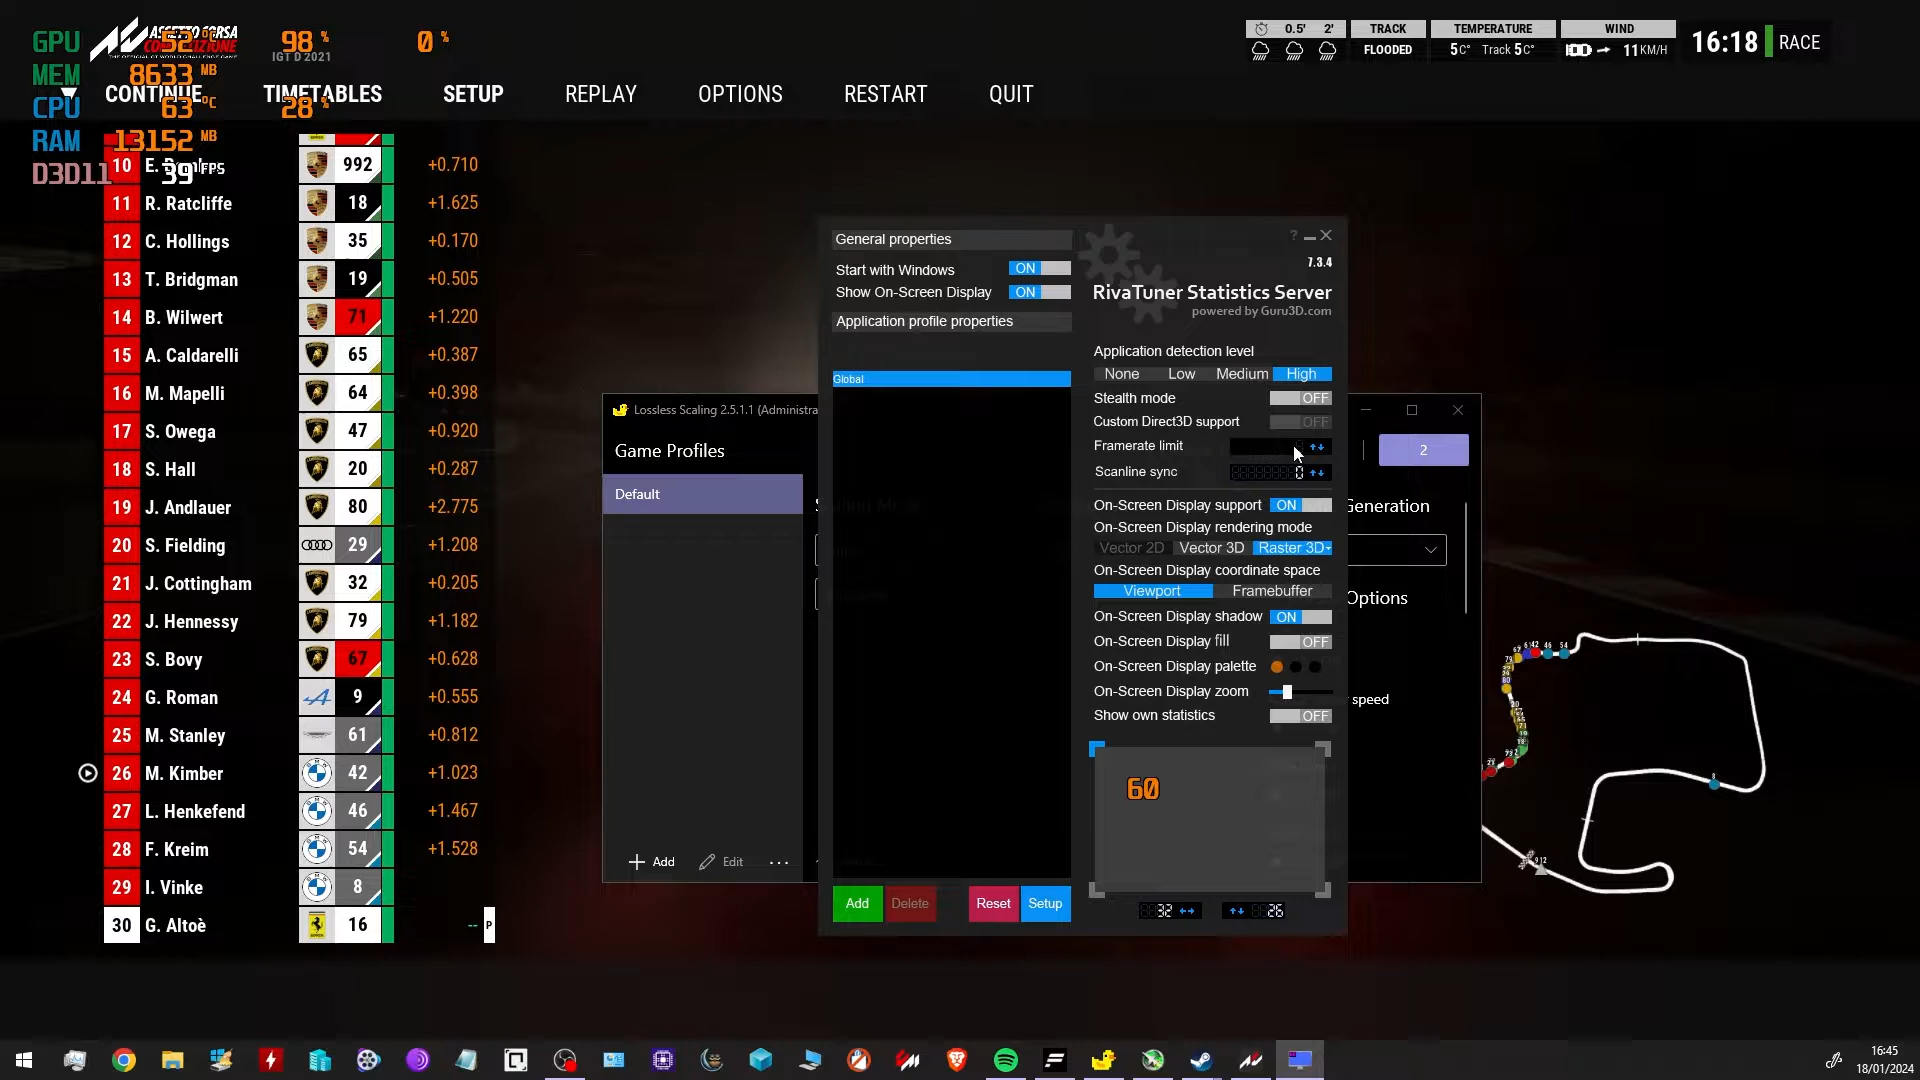 GPU 52 °C 98 % 0 %
ASSETTO CORSA
COMPETIZIONE
IGT D 2021
MEM 8633 MB
CPU 63 °C 28 %
RAM 13152 MB
D3D11 39 FPS
0.5' 2'
TRACK
FLOODED
TEMPERATURE
5 C° Track 5 C°
WIND
11 KM/H
16:18 RACE
CONTINUE TIMETABLES SETUP REPLAY OPTIONS RESTART QUIT
10 E. 992 +0.710
11 R. Ratcliffe 18 +1.625
12 C. Hollings 35 +0.170
13 T. Bridgman 19 +0.505
14 B. Wilwert 71 +1.220
15 A. Caldarelli 65 +0.387
16 M. Mapelli 64 +0.398
17 S. Owega 47 +0.920
18 S. Hall 20 +0.287
19 J. Andlauer 80 +2.775
20 S. Fielding 29 +1.208
21 J. Cottingham 32 +0.205
22 J. Hennessy 79 +1.182
23 S. Bovy 67 +0.628
24 G. Roman 9 +0.555
25 M. Stanley 61 +0.812
26 M. Kimber 42 +1.023
27 L. Henkefend 46 +1.467
28 F. Kreim 54 +1.528
29 I. Vinke 8
30 G. Altoè 16 -- P
Lossless Scaling 2.5.1.1 (Administra
Game Profiles
Default
Add Edit ...
General properties
Start with Windows ON
Show On-Screen Display ON
Application profile properties
Global
Add Delete Reset Setup
?
7.3.4
RivaTuner Statistics Server
powered by Guru3D.com
Application detection level
None Low Medium High
Stealth mode OFF
Custom Direct3D support OFF
Framerate limit
Scanline sync 0
On-Screen Display support ON
On-Screen Display rendering mode
Vector 2D Vector 3D Raster 3D
On-Screen Display coordinate space
Viewport Framebuffer
On-Screen Display shadow ON
On-Screen Display fill OFF
On-Screen Display palette
On-Screen Display zoom
Show own statistics OFF
60
32 26
2
Generation
Options
speed
16:45
18/01/2024